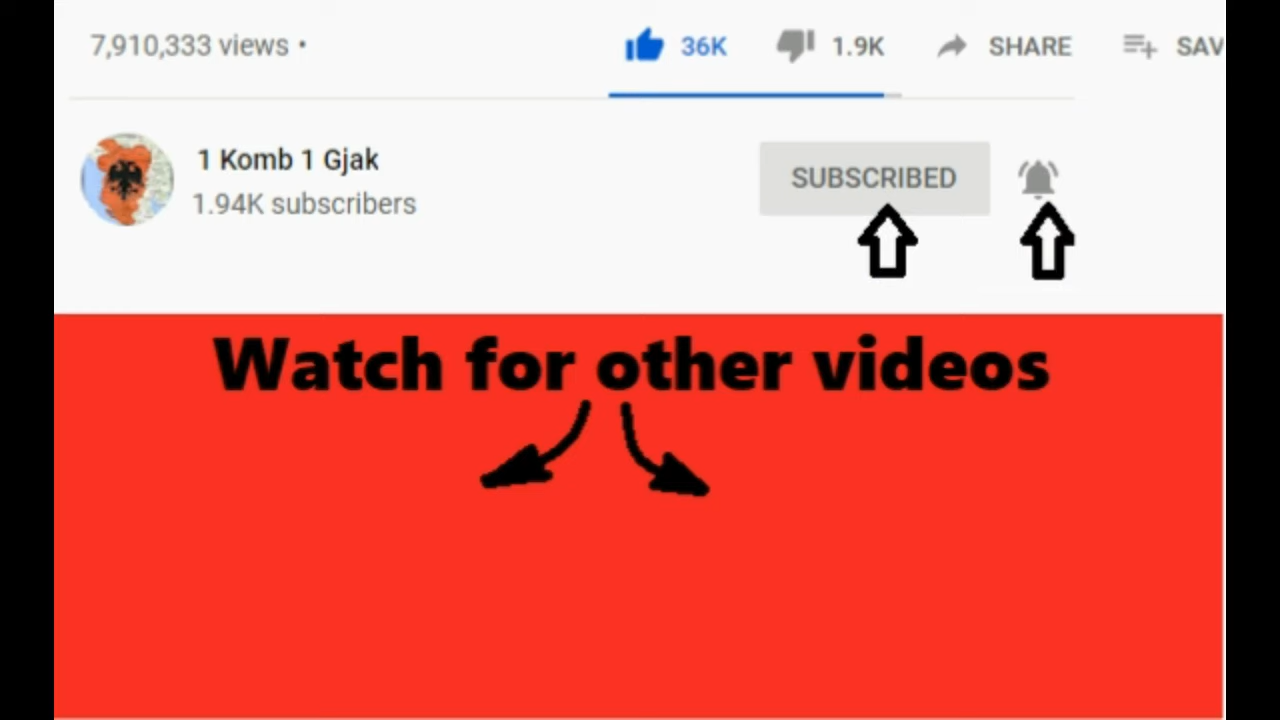 7,910,333 views •
36K
1.9K
SHARE
SAV
1 Komb 1 Gjak
1.94K subscribers
SUBSCRIBED
Watch for other videos